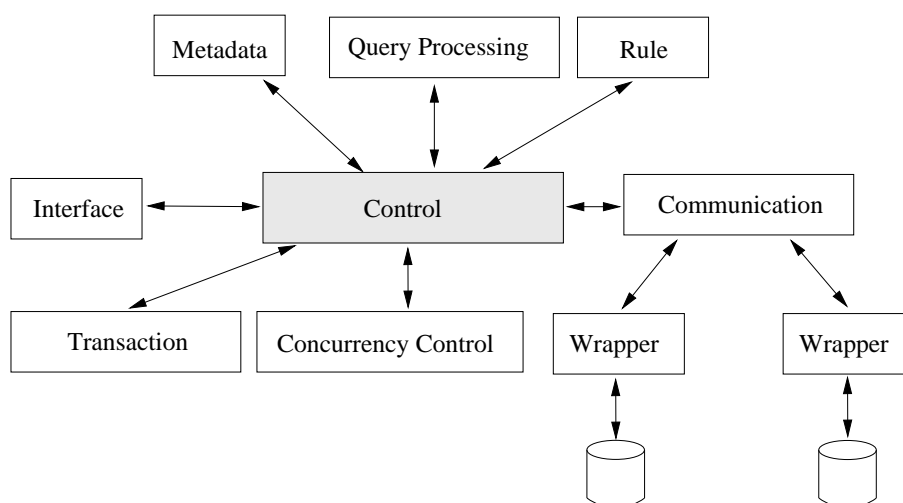 Metadata
Query Processing
Rule
Interface
Control
Communication
Transaction
Concurrency Control
Wrapper
Wrapper